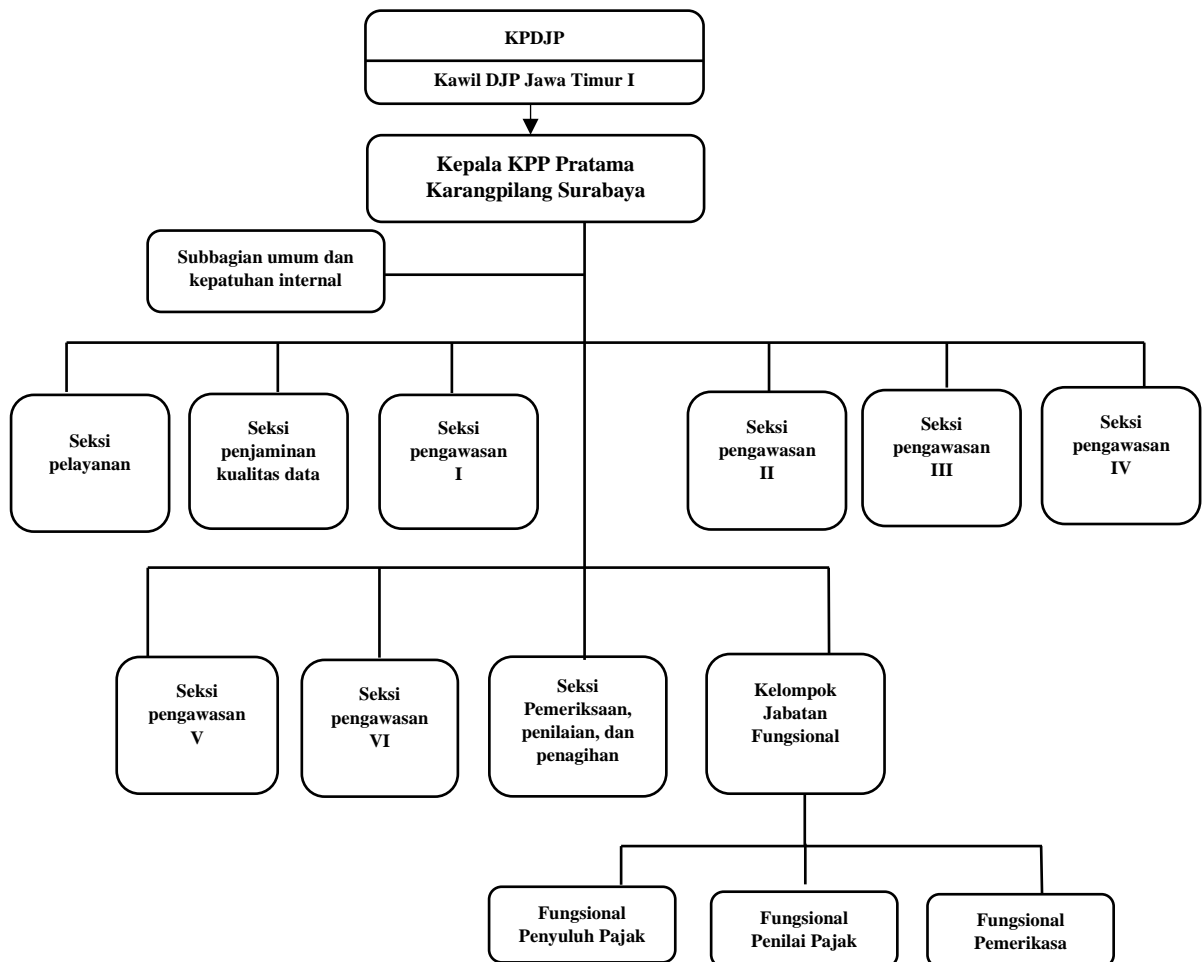 KPDJP
Kawil DJP Jawa Timur I
Kepala KPP Pratama
Karangpilang Surabaya
Subbagian umum dan
kepatuhan internal
Seksi
pelayanan
Seksi
penjaminan
kualitas data
Seksi
pengawasan
I
Seksi
pengawasan
II
Seksi
pengawasan
III
Seksi
pengawasan
IV
Seksi
pengawasan
V
Seksi
pengawasan
VI
Seksi
Pemeriksaan,
penilaian, dan
penagihan
Kelompok
Jabatan
Fungsional
Fungsional
Penyuluh Pajak
Fungsional
Penilai Pajak
Fungsional
Pemerikasa